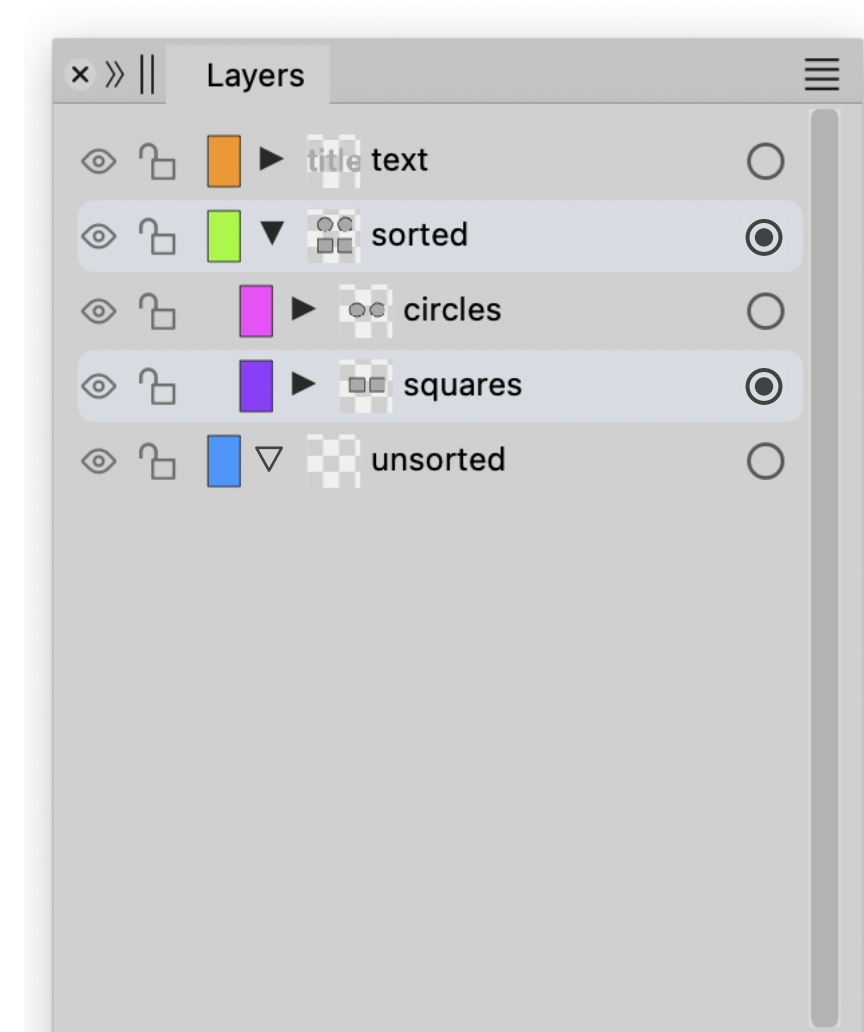 Layers
title text
sorted
circles
squares
unsorted